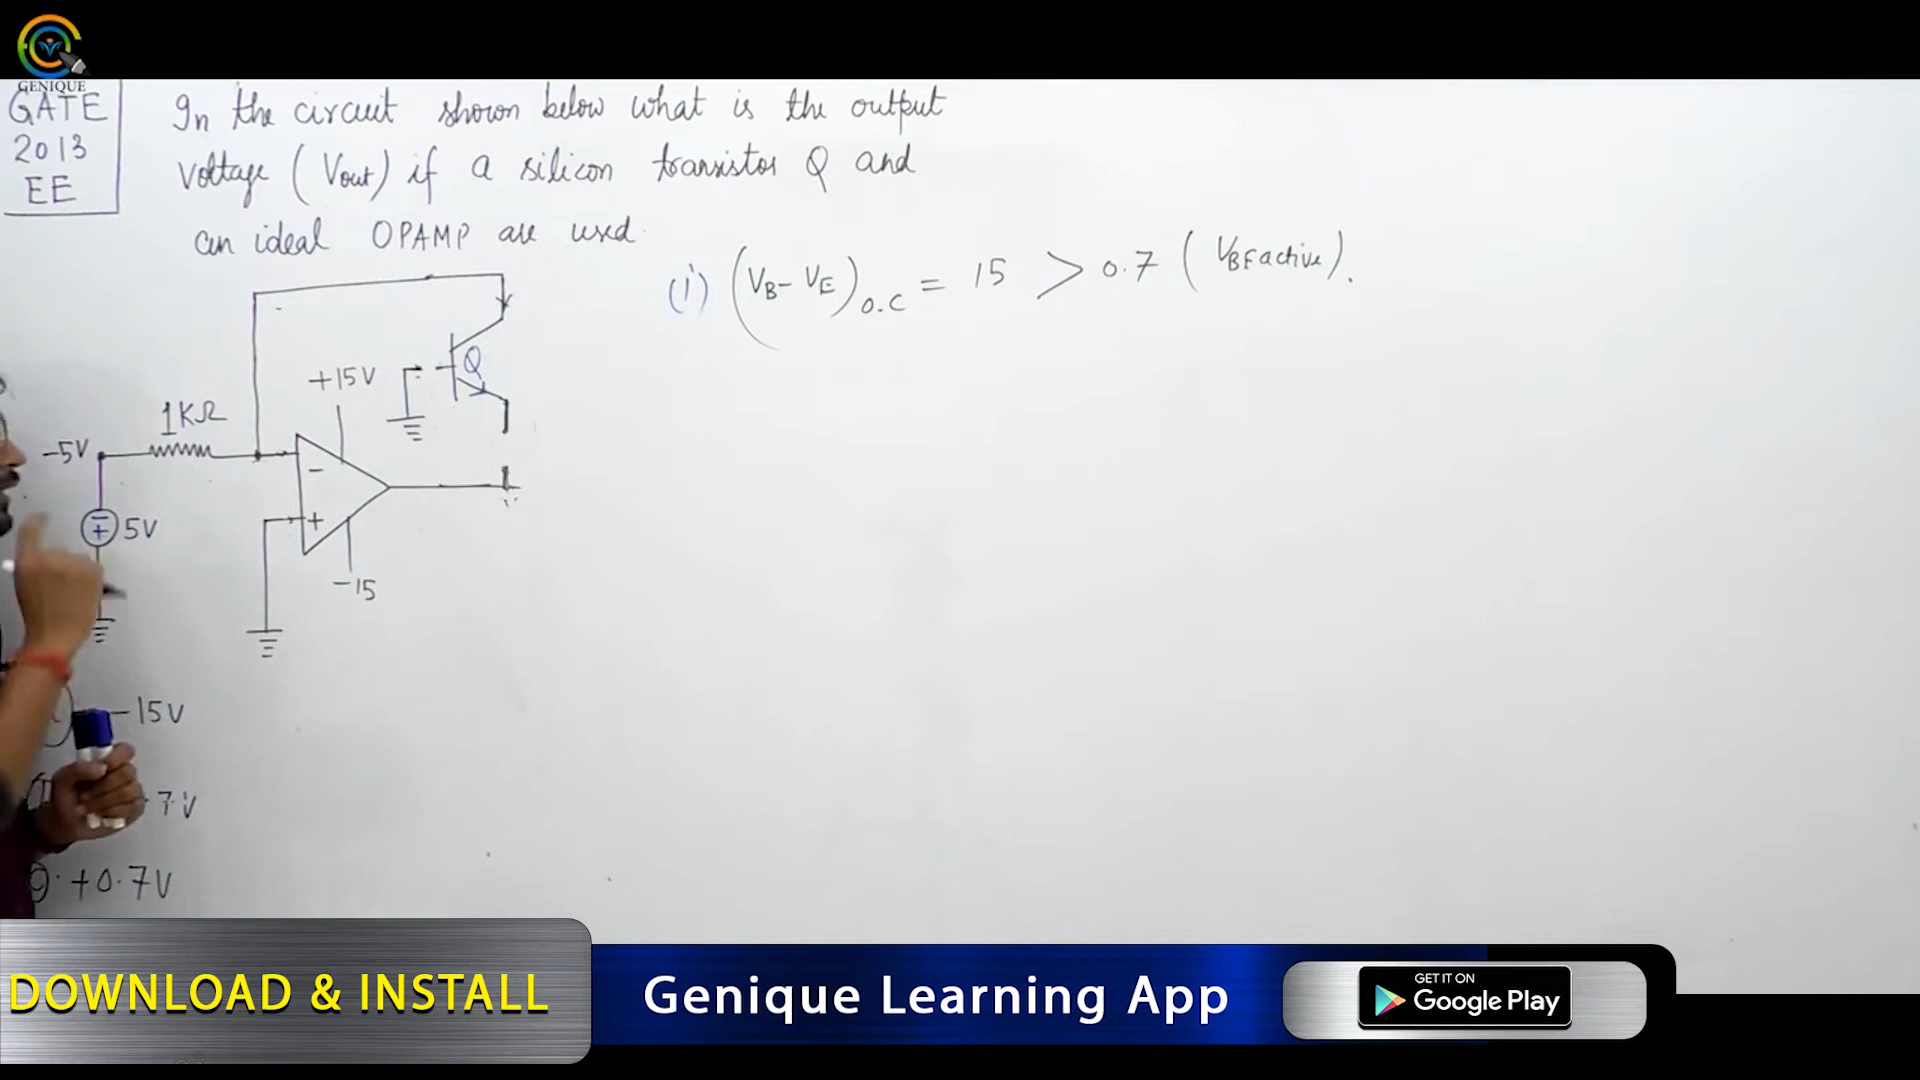 GENIQUE
GATE
2013
EE
In the circuit shown below what is the output
voltage (Vout) if a silicon transistor Q and
an ideal OPAMP are used.
(i) (VB - VE)O.C = 15 > 0.7 (VBE active).
Q
+15V
1KΩ
-5V
-
+
5V
-15
-15V
7V
+0.7V
DOWNLOAD & INSTALL
Genique Learning App
GET IT ON
Google Play